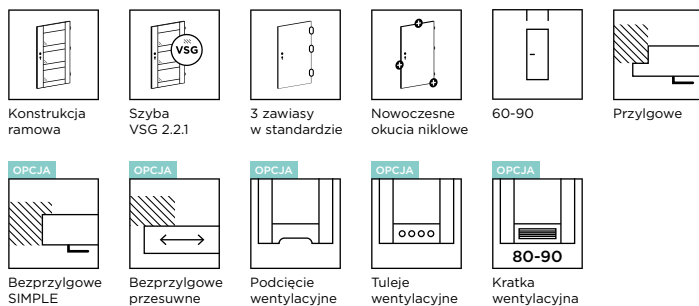 VSG
Konstrukcja
ramowa
Szyba
VSG 2.2.1
3 zawiasy
w standardzie
Nowoczesne
okucia niklowe
60-90
Przylgowe
OPCJA
OPCJA
OPCJA
OPCJA
OPCJA
80-90
Bezprzylgowe
SIMPLE
Bezprzylgowe
przesuwne
Podcięcie
wentylacyjne
Tuleje
wentylacyjne
Kratka
wentylacyjna